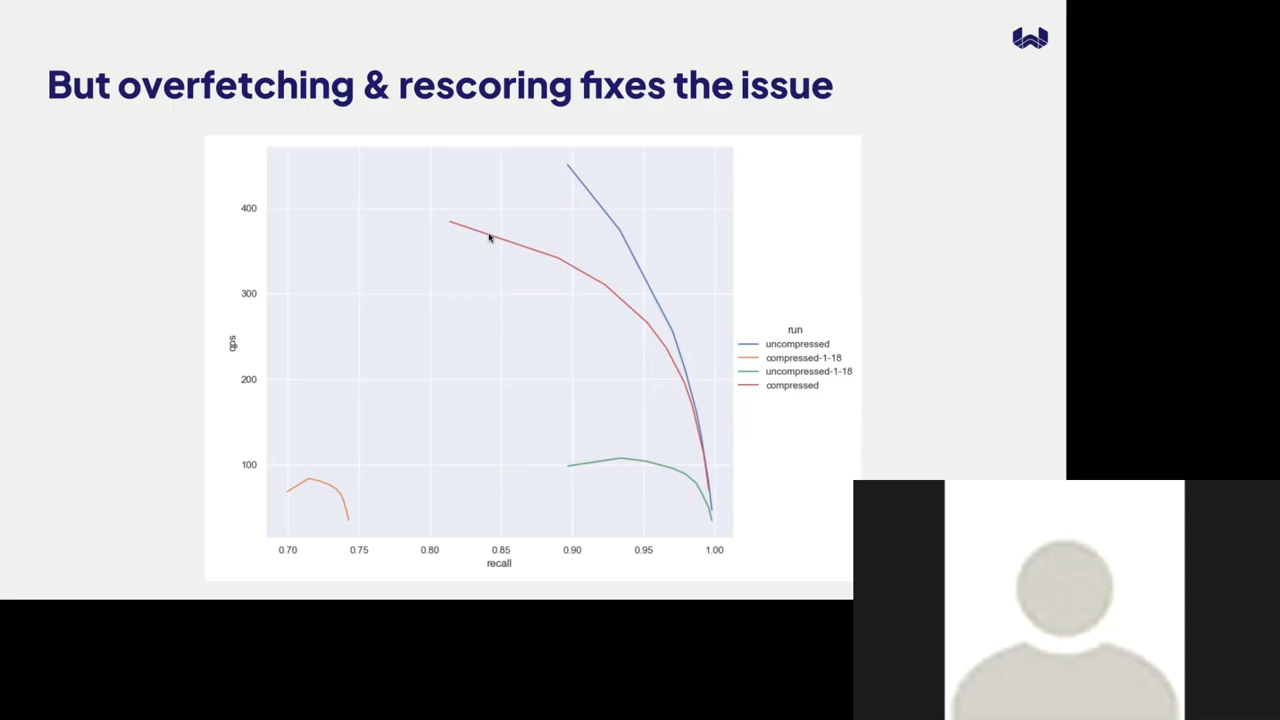 But overfetching & rescoring fixes the issue
400
300
200
100
qps
0.70 0.75 0.80 0.85 0.90 0.95 1.00
recall
run
uncompressed
compressed-1-18
uncompressed-1-18
compressed